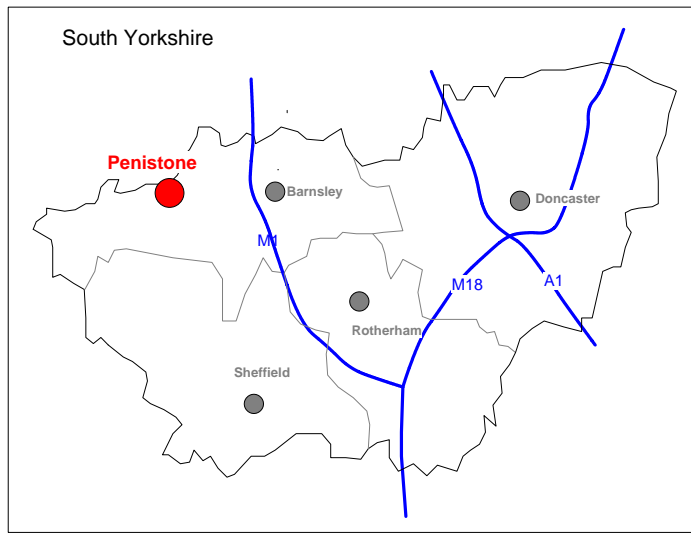 South Yorkshire
Penistone
Barnsley
Doncaster
M1
M18
A1
Rotherham
Sheffield